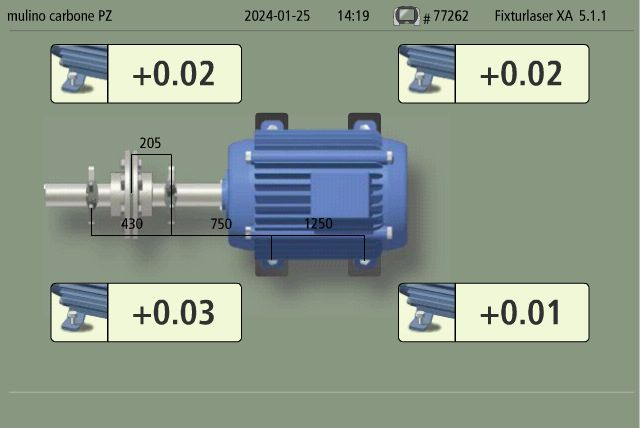 mulino carbone PZ 2024-01-25 14:19 # 77262 Fixturlaser XA 5.1.1
+0.02 +0.02
205
430 750 1250
+0.03 +0.01